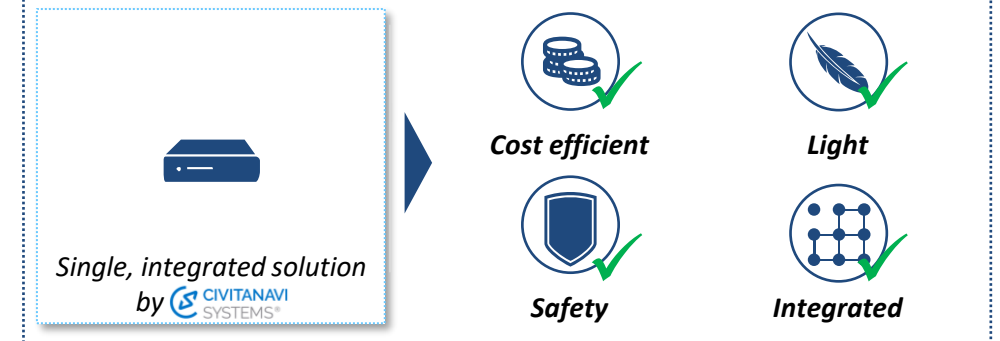 Single, integrated solution
by CIVITANAVI
SYSTEMS®
Cost efficient
Light
Safety
Integrated